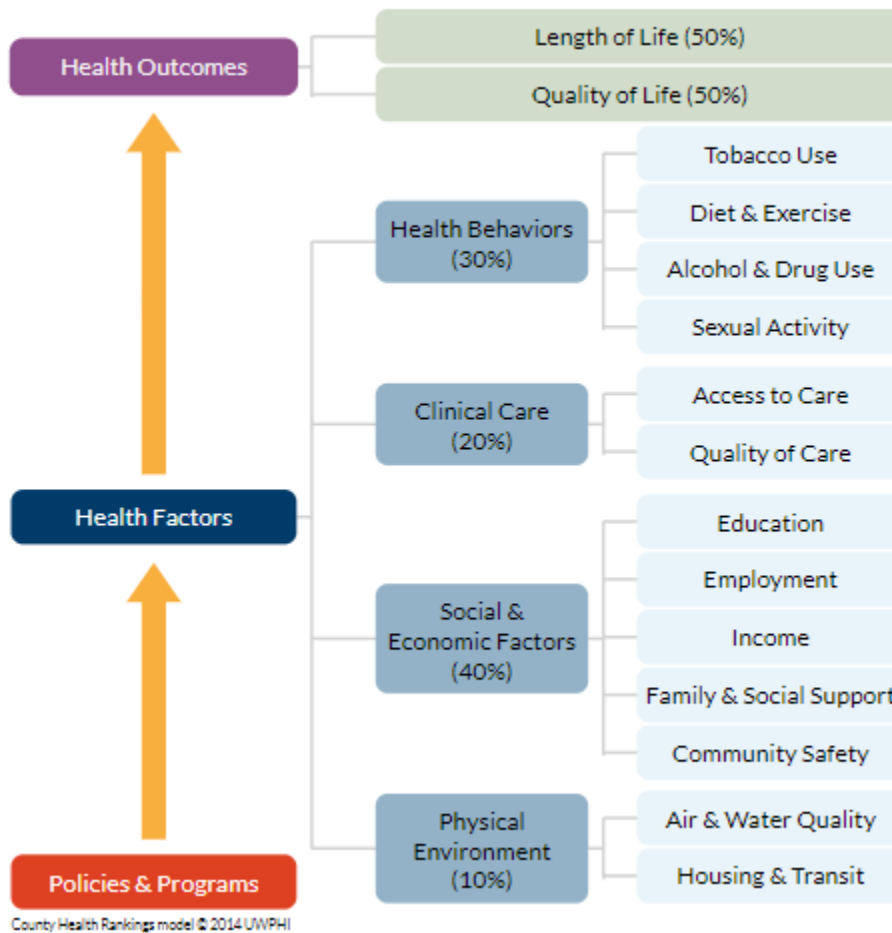 Health Outcomes
Length of Life (50%)
Quality of Life (50%)
Health Factors
Health Behaviors
(30%)
Tobacco Use
Diet & Exercise
Alcohol & Drug Use
Sexual Activity
Clinical Care
(20%)
Access to Care
Quality of Care
Social &
Economic Factors
(40%)
Education
Employment
Income
Family & Social Support
Community Safety
Physical
Environment
(10%)
Air & Water Quality
Housing & Transit
Policies & Programs
County Health Rankings model © 2014 UWPHI